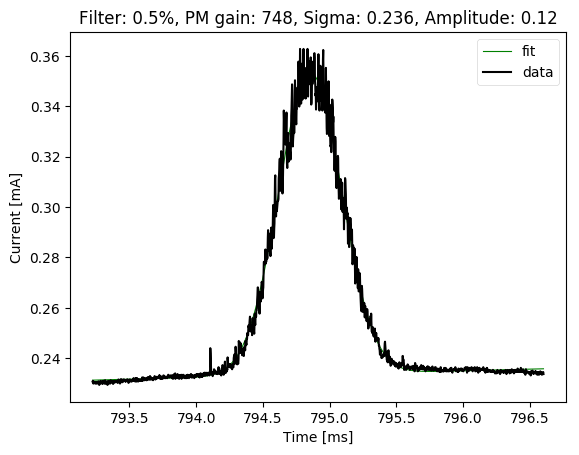 Filter: 0.5%, PM gain: 748, Sigma: 0.236, Amplitude: 0.12
fit
data
Current [mA]
0.36
0.34
0.32
0.30
0.28
0.26
0.24
793.5 794.0 794.5 795.0 795.5 796.0 796.5
Time [ms]